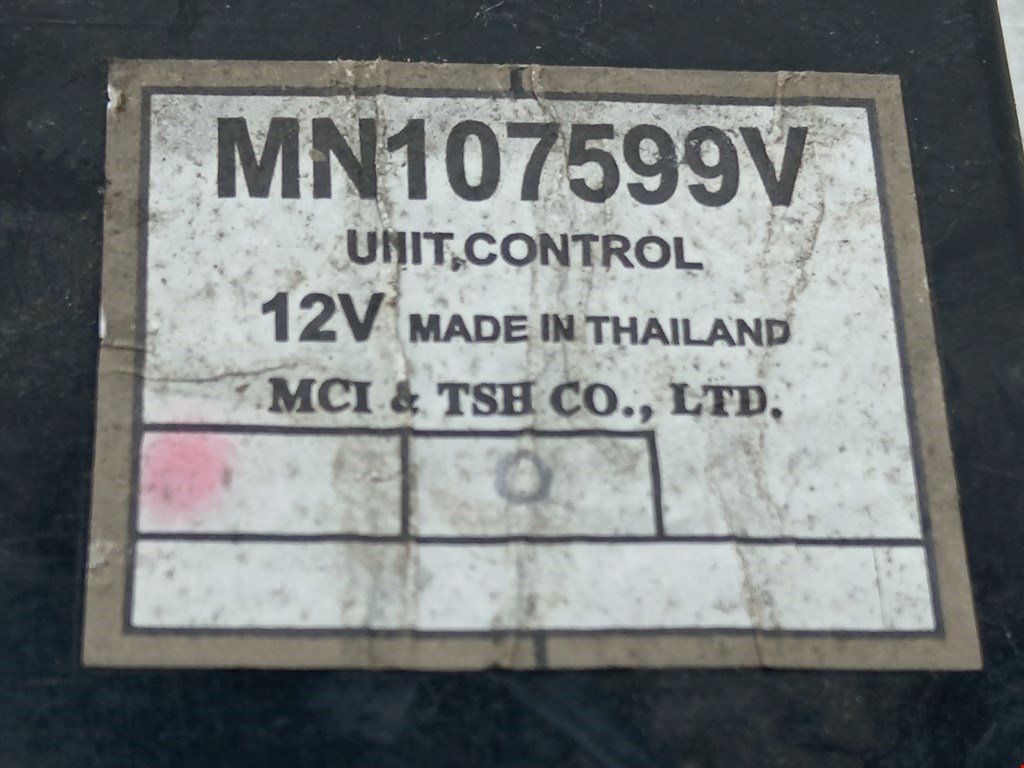 MN107599V
UNIT,CONTROL
12V MADE IN THAILAND
MCI & TSH CO., LTD.